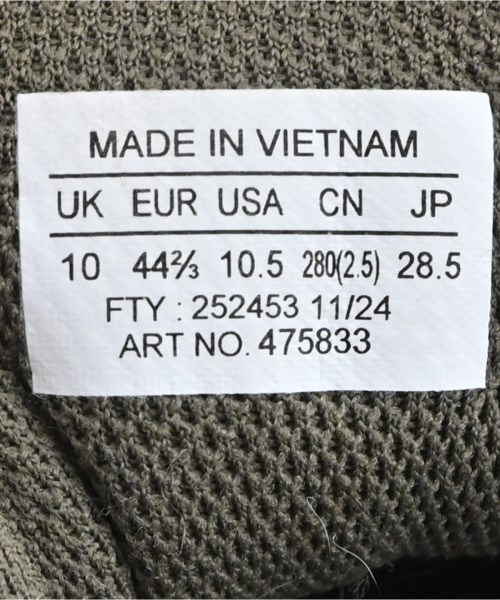 MADE IN VIETNAM
UK EUR USA CN JP
10 44⅔ 10.5 280(2.5) 28.5
FTY : 252453 11/24
ART NO. 475833